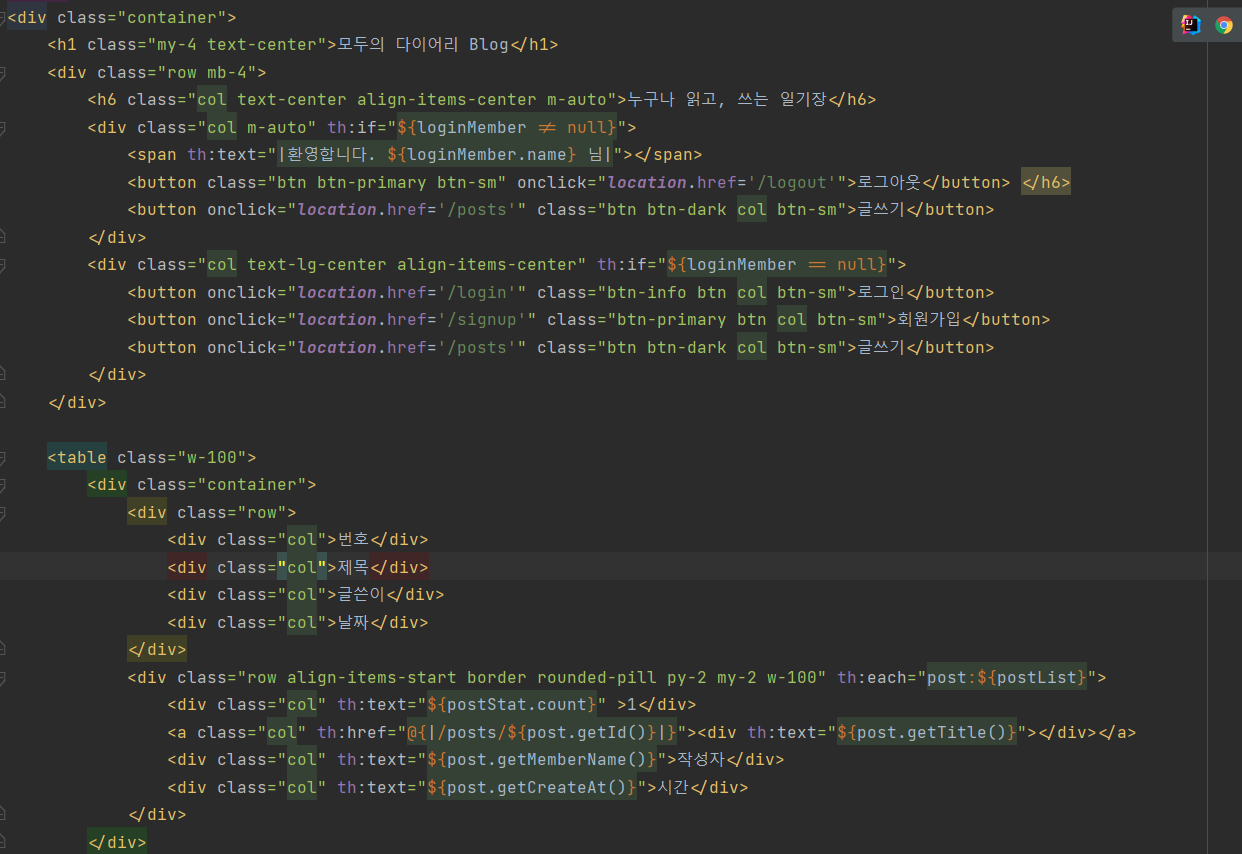 <div class="container">
<h1 class="my-4 text-center">모두의 다이어리 Blog</h1>
<div class="row mb-4">
<h6 class="col text-center align-items-center m-auto">누구나 읽고, 쓰는 일기장</h6>
<div class="col m-auto" th:if="${loginMember != null}">
<span th:text="|환영합니다. ${loginMember.name} 님|"></span>
<button class="btn btn-primary btn-sm" onclick="location.href='/logout'">로그아웃</button> </h6>
<button onclick="location.href='/posts'" class="btn btn-dark col btn-sm">글쓰기</button>
</div>
<div class="col text-lg-center align-items-center" th:if="${loginMember == null}">
<button onclick="location.href='/login'" class="btn-info btn col btn-sm">로그인</button>
<button onclick="location.href='/signup'" class="btn-primary btn col btn-sm">회원가입</button>
<button onclick="location.href='/posts'" class="btn btn-dark col btn-sm">글쓰기</button>
</div>
</div>
<table class="w-100">
<div class="container">
<div class="row">
<div class="col">번호</div>
<div class="col">제목</div>
<div class="col">글쓴이</div>
<div class="col">날짜</div>
</div>
<div class="row align-items-start border rounded-pill py-2 my-2 w-100" th:each="post:${postList}">
<div class="col" th:text="${postStat.count}" >1</div>
<a class="col" th:href="@{|/posts/${post.getId()}|}"><div th:text="${post.getTitle()}"></div></a>
<div class="col" th:text="${post.getMemberName()}">작성자</div>
<div class="col" th:text="${post.getCreateAt()}">시간</div>
</div>
</div>